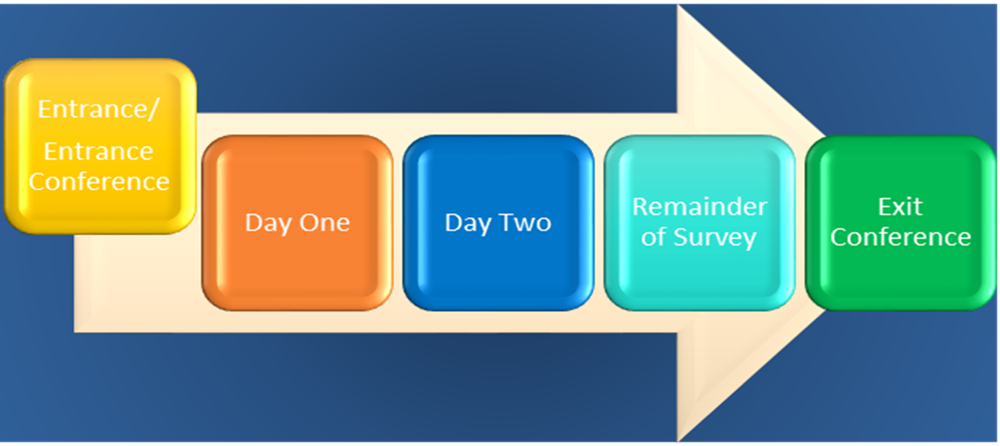 Entrance/
Entrance
Conference
Day One
Day Two
Remainder
of Survey
Exit
Conference